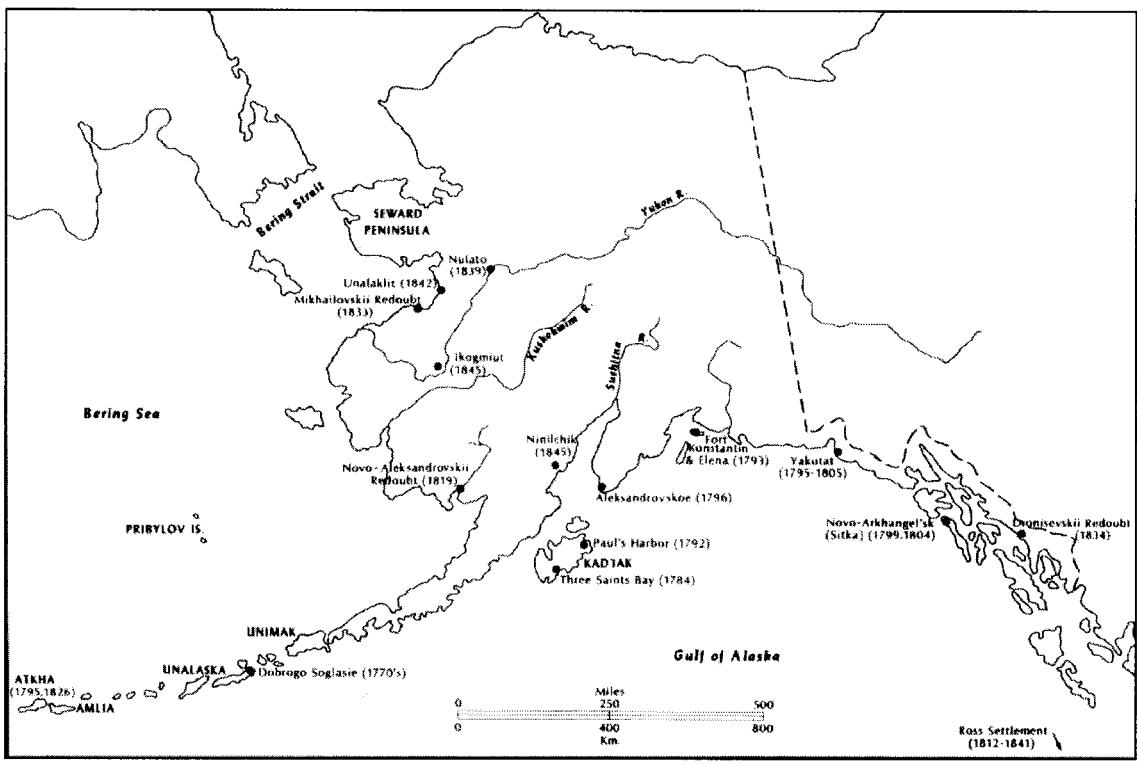 Bering Strait
SEWARD
PENINSULA
Yukon R.
Nulato
(1839)
Unalaklit (1842)
Mikhailovskii Redoubt
(1833)
Kuskokwim R.
Sushitna R.
Ikogmiut
(1845)
Bering Sea
Ninilchik
(1845)
Fort
Konstantin
& Elena (1793)
Yakutat
(1795-1805)
Novo-Aleksandrovskii
Redoubt (1819)
Aleksandrovskoe (1796)
PRIBYLOV IS.
Novo-Arkhangel'sk
(Sitka) (1799,1804)
Dionisevskii Redoubt
(1834)
Paul's Harbor (1792)
KAD'IAK
Three Saints Bay (1784)
UNIMAK
Gulf of Alaska
UNALASKA
Dobrogo Soglasie (1770's)
ATKHA
(1795,1826)
AMLIA
Miles
0 250 500
0 400 800
Km.
Ross Settlement
(1812-1841)